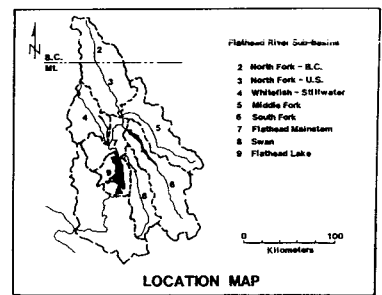 N
B.C.
Mt.
2
3
4
5
6
8
9
Flathead River Sub-basins
2 North Fork - B.C.
3 North Fork - U.S.
4 Whitefish - Stillwater
5 Middle Fork
6 South Fork
7 Flathead Mainstem
8 Swan
9 Flathead Lake
0 100
Kilometers
LOCATION MAP